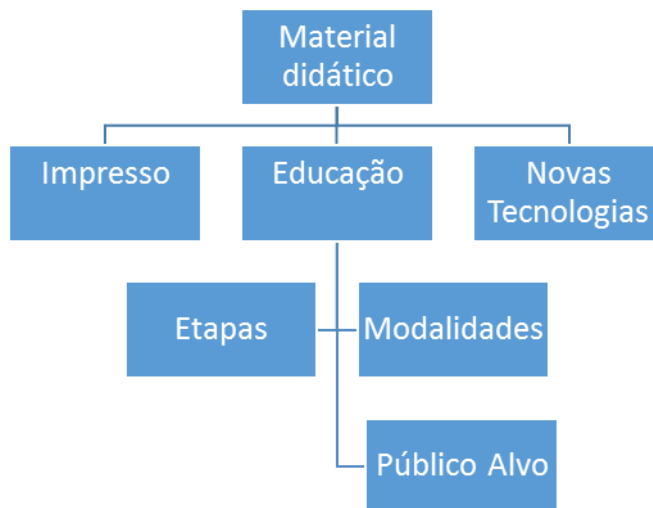 Material
didático
Impresso
Educação
Novas
Tecnologias
Etapas
Modalidades
Público Alvo